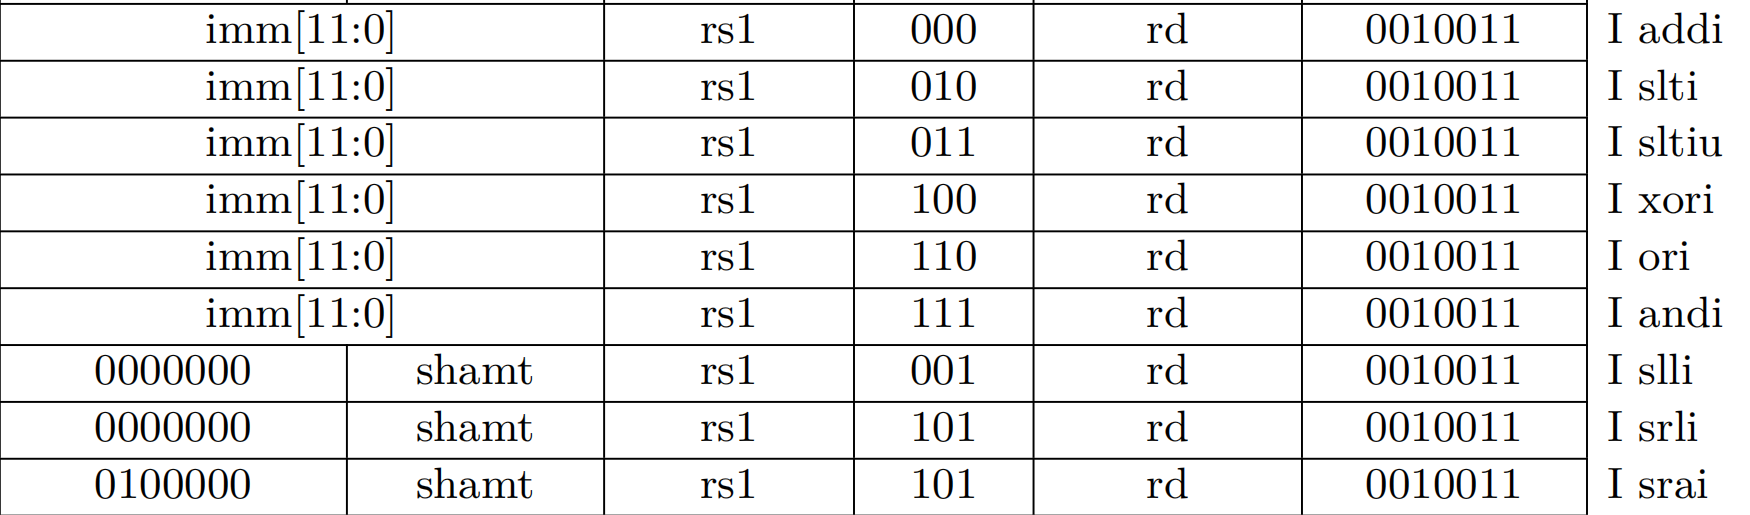 imm[11:0] rs1 000 rd 0010011 I addi
imm[11:0] rs1 010 rd 0010011 I slti
imm[11:0] rs1 011 rd 0010011 I sltiu
imm[11:0] rs1 100 rd 0010011 I xori
imm[11:0] rs1 110 rd 0010011 I ori
imm[11:0] rs1 111 rd 0010011 I andi
0000000 shamt rs1 001 rd 0010011 I slli
0000000 shamt rs1 101 rd 0010011 I srli
0100000 shamt rs1 101 rd 0010011 I srai